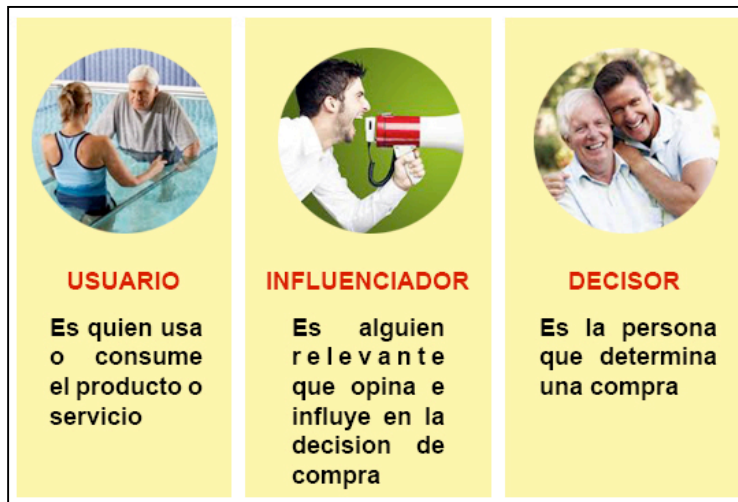 USUARIO
Es quien usa
o consume
el producto o
servicio
INFLUENCIADOR
Es alguien
relevante
que opina e
influye en la
decision de
compra
DECISOR
Es la persona
que determina
una compra